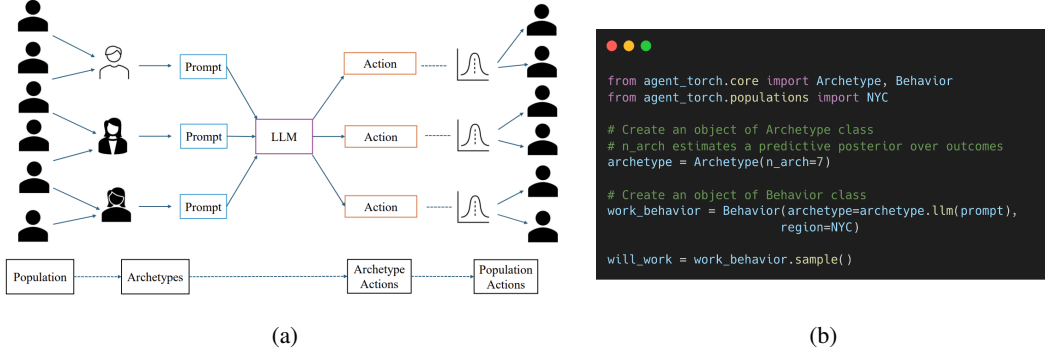 Prompt
Action
Prompt
LLM
Action
Prompt
Action
Population
Archetypes
Archetype
Actions
Population
Actions
(a)
from agent_torch.core import Archetype, Behavior
from agent_torch.populations import NYC
# Create an object of Archetype class
# n_arch estimates a predictive posterior over outcomes
archetype = Archetype(n_arch=7)
# Create an object of Behavior class
work_behavior = Behavior(archetype=archetype.llm(prompt),
region=NYC)
will_work = work_behavior.sample()
(b)